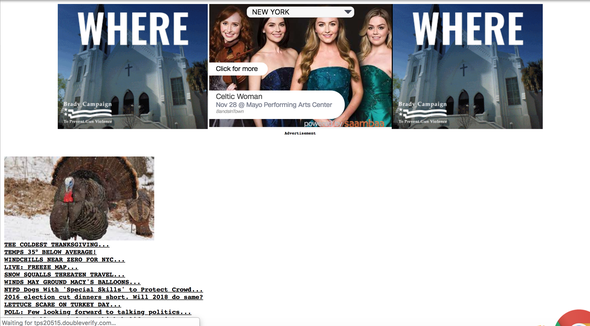 WHERE
Brady Campaign
To Prevent Gun Violence
NEW YORK
Click for more
Celtic Woman
Nov 28 @ Mayo Performing Arts Center
BandsInTown
WHERE
Brady Campaign
To Prevent Gun Violence
Advertisement
THE COLDEST THANKSGIVING...
TEMPS 35° BELOW AVERAGE!
WINDCHILLS NEAR ZERO FOR NYC...
LIVE: FREEZE MAP...
SNOW SQUALLS THREATEN TRAVEL...
WINDS MAY GROUND MACY'S BALLOONS...
NYPD Dogs With 'Special Skills' to Protect Crowd...
2016 election cut dinners short. Will 2018 do same?
LETTUCE SCARE ON TURKEY DAY...
POLL: Few looking forward to talking politics...
Waiting for tps20515.doubleverify.com...